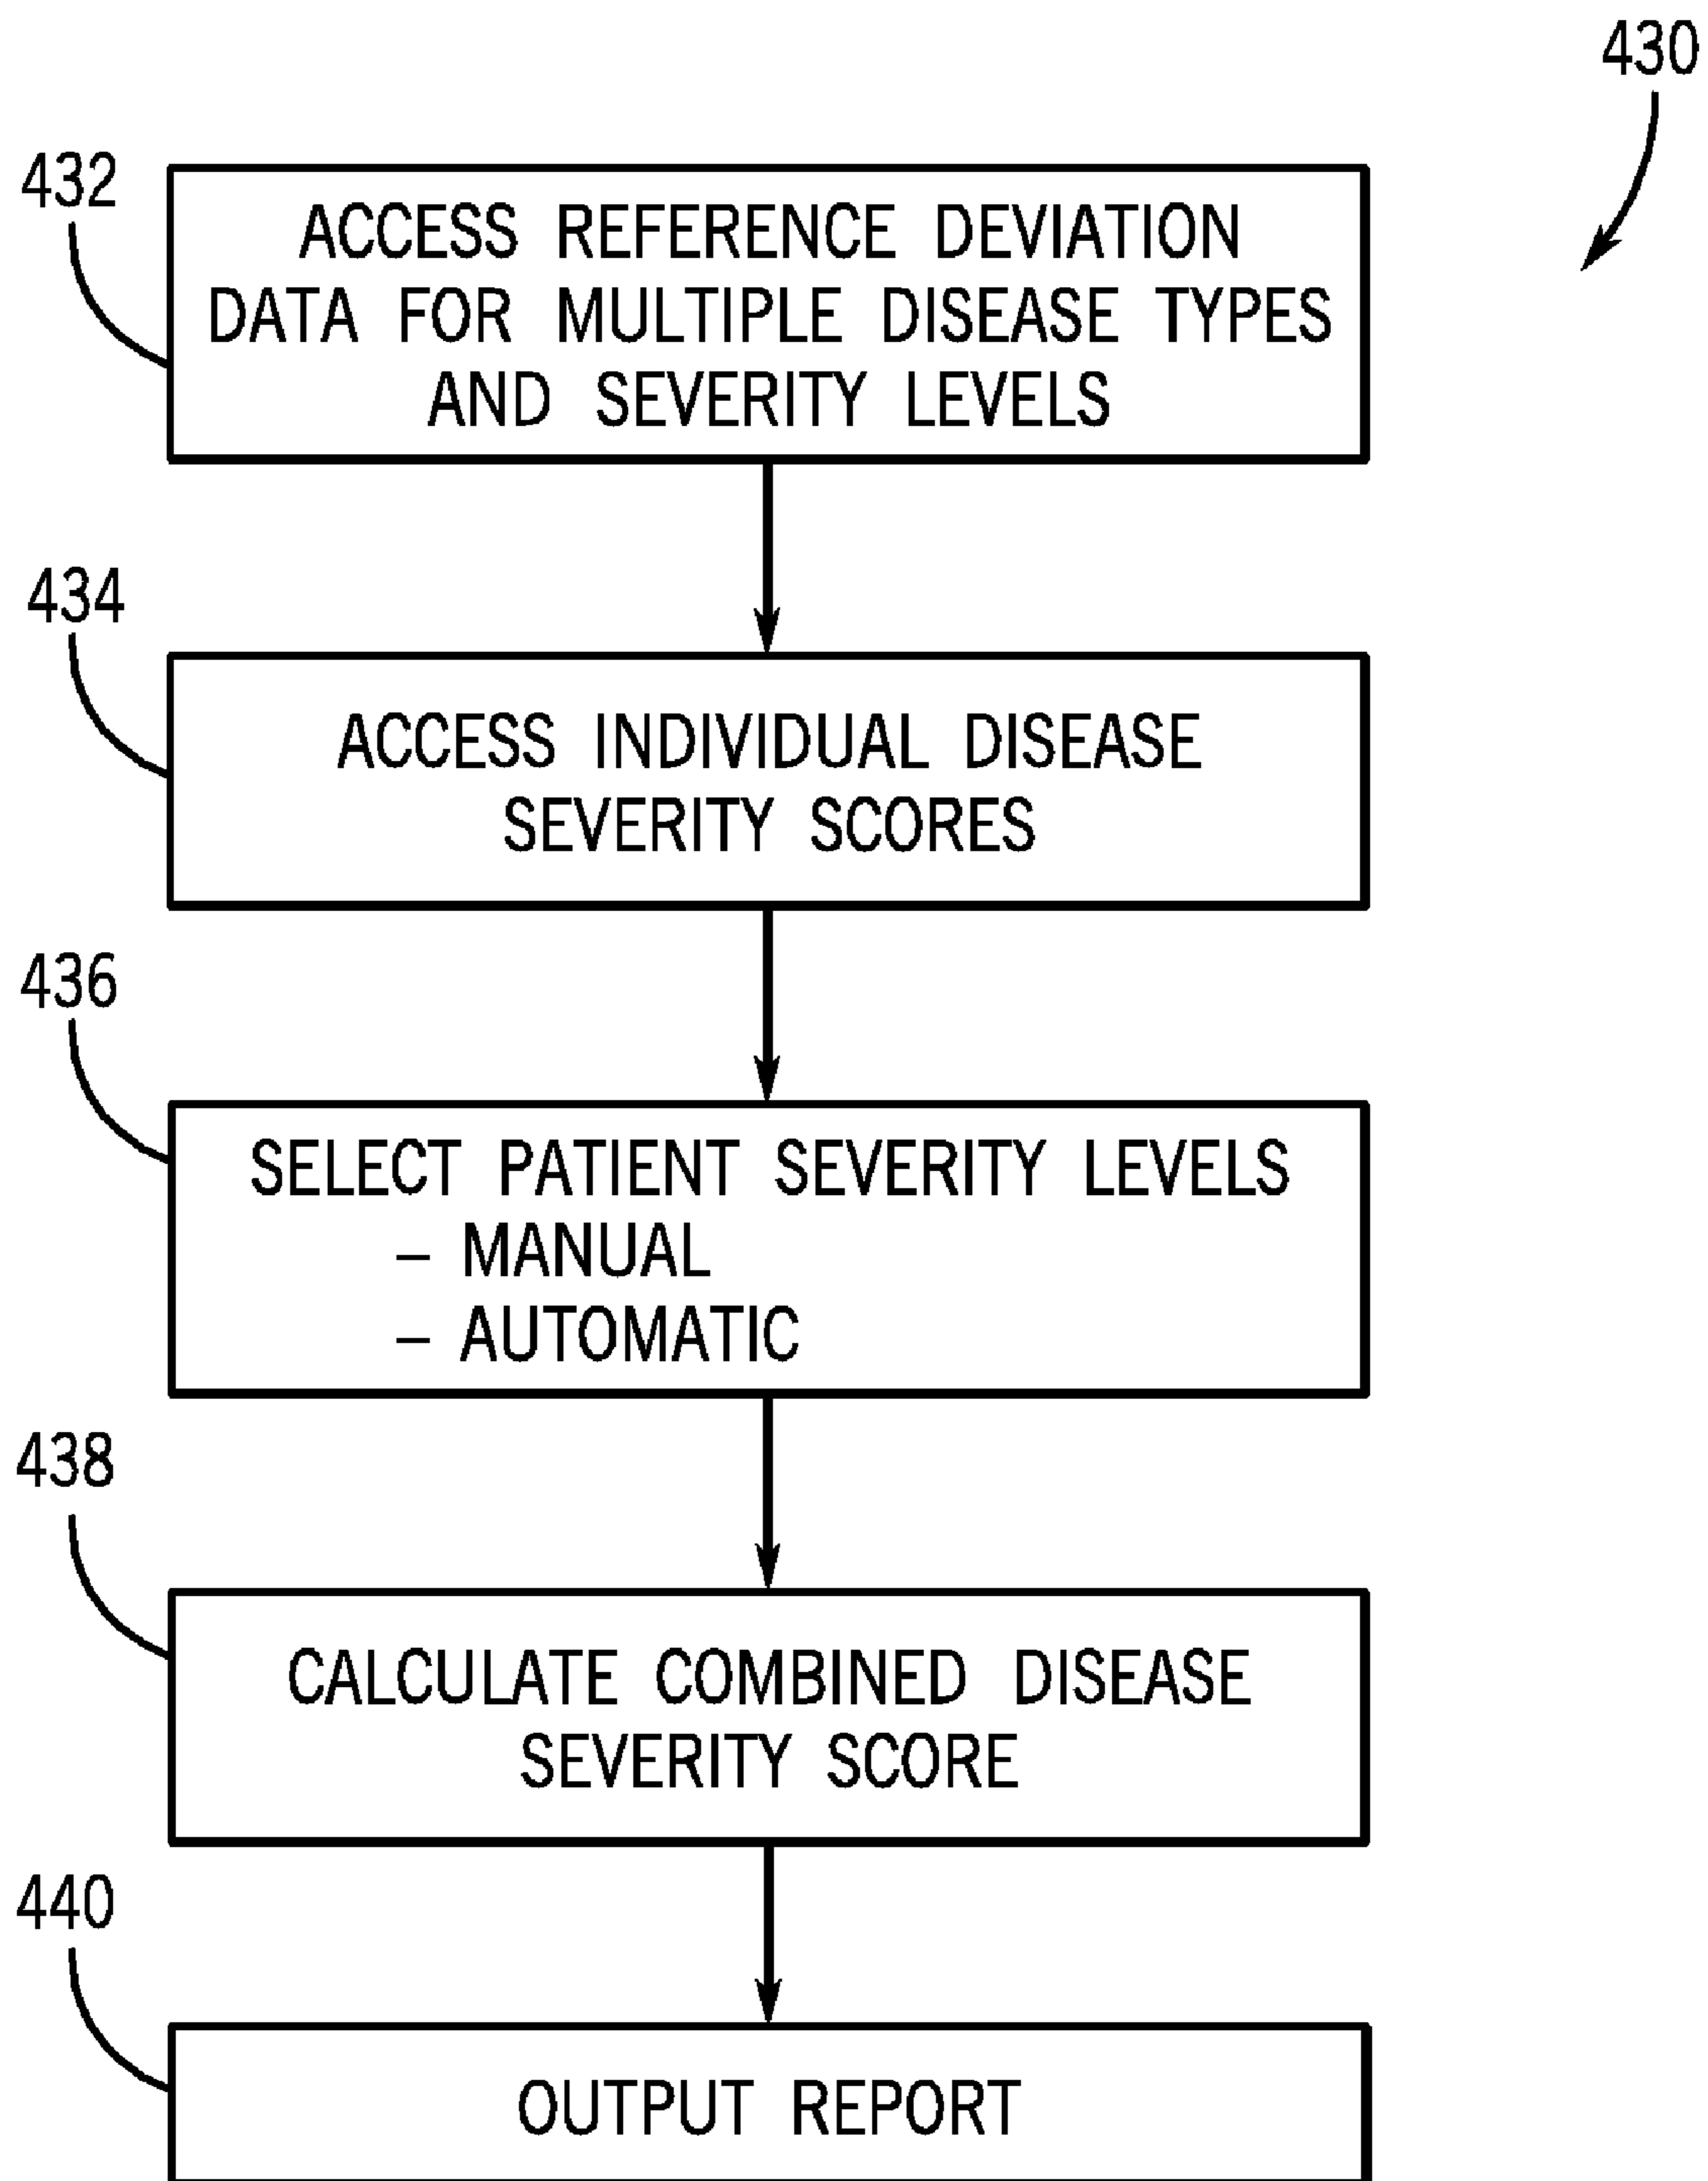 430
432
ACCESS REFERENCE DEVIATION
DATA FOR MULTIPLE DISEASE TYPES
AND SEVERITY LEVELS
434
ACCESS INDIVIDUAL DISEASE
SEVERITY SCORES
436
SELECT PATIENT SEVERITY LEVELS
– MANUAL
– AUTOMATIC
438
CALCULATE COMBINED DISEASE
SEVERITY SCORE
440
OUTPUT REPORT